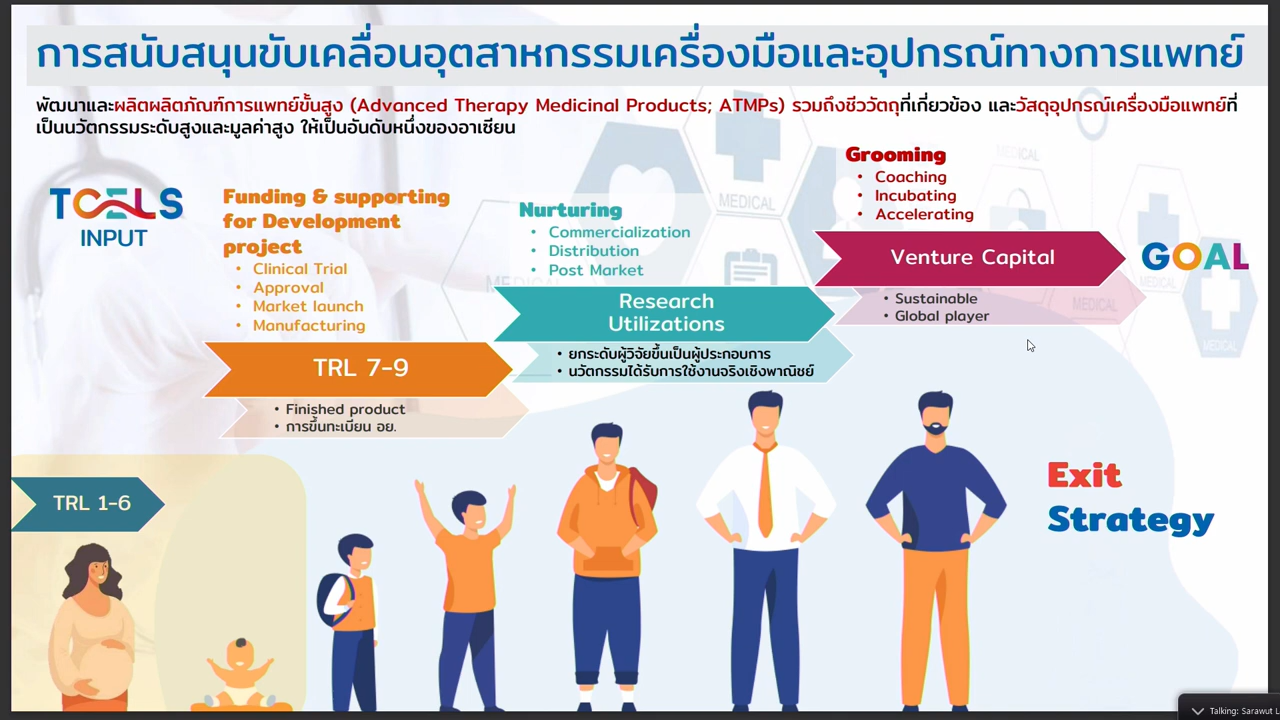 การสนับสนุนขับเคลื่อนอุตสาหกรรมเครื่องมือและอุปกรณ์ทางการแพทย์
พัฒนาและผลิตผลิตภัณฑ์การแพทย์ขั้นสูง (Advanced Therapy Medicinal Products; ATMPs) รวมถึงชีววัตถุที่เกี่ยวข้อง และวัสดุอุปกรณ์เครื่องมือแพทย์ที่
เป็นนวัตกรรมระดับสูงและมูลค่าสูง ให้เป็นอันดับหนึ่งของอาเซียน
TCELS
INPUT
Funding & supporting
for Development
project
• Clinical Trial
• Approval
• Market launch
• Manufacturing
TRL 7-9
• Finished product
• การขึ้นทะเบียน อย.
Nurturing
• Commercialization
• Distribution
• Post Market
Research
Utilizations
• ยกระดับผู้วิจัยขึ้นเป็นผู้ประกอบการ
• นวัตกรรมได้รับการใช้งานจริงเชิงพาณิชย์
Grooming
• Coaching
• Incubating
• Accelerating
Venture Capital
• Sustainable
• Global player
GOAL
TRL 1-6
Exit
Strategy
MEDICAL
MEDICAL
MEDICAL
MEDICAL
MEDICAL
Talking: Sarawut L